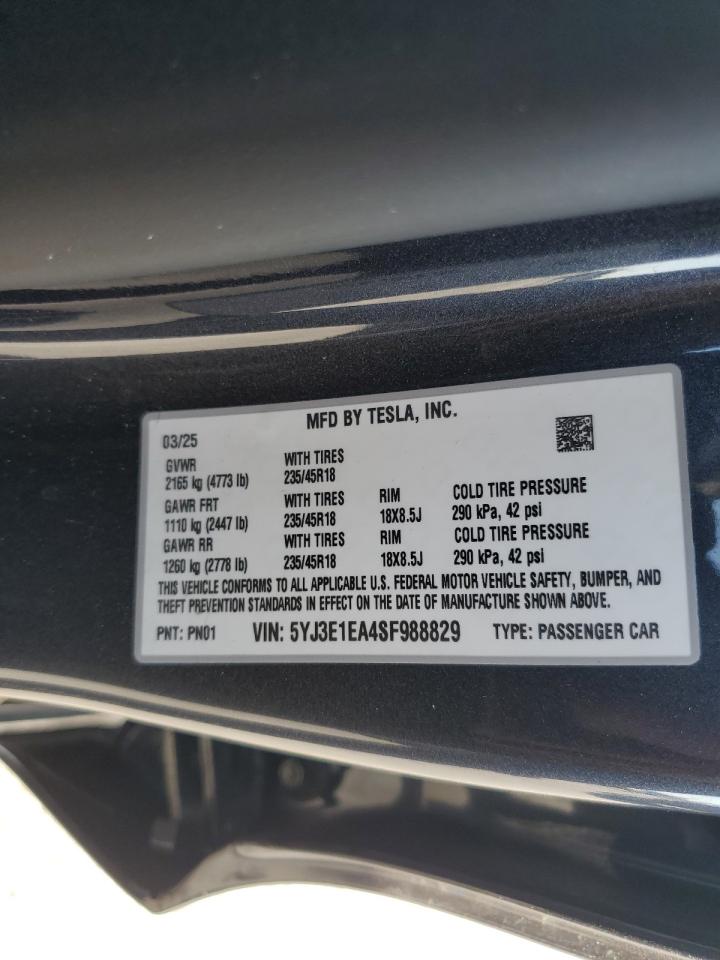 MFD BY TESLA, INC.
03/25
GVWR WITH TIRES
2165 kg (4773 lb) 235/45R18
GAWR FRT WITH TIRES RIM COLD TIRE PRESSURE
1110 kg (2447 lb) 235/45R18 18X8.5J 290 kPa, 42 psi
GAWR RR WITH TIRES RIM COLD TIRE PRESSURE
1260 kg (2778 lb) 235/45R18 18X8.5J 290 kPa, 42 psi
THIS VEHICLE CONFORMS TO ALL APPLICABLE U.S. FEDERAL MOTOR VEHICLE SAFETY, BUMPER, AND
THEFT PREVENTION STANDARDS IN EFFECT ON THE DATE OF MANUFACTURE SHOWN ABOVE.
PNT: PN01 VIN: 5YJ3E1EA4SF988829 TYPE: PASSENGER CAR